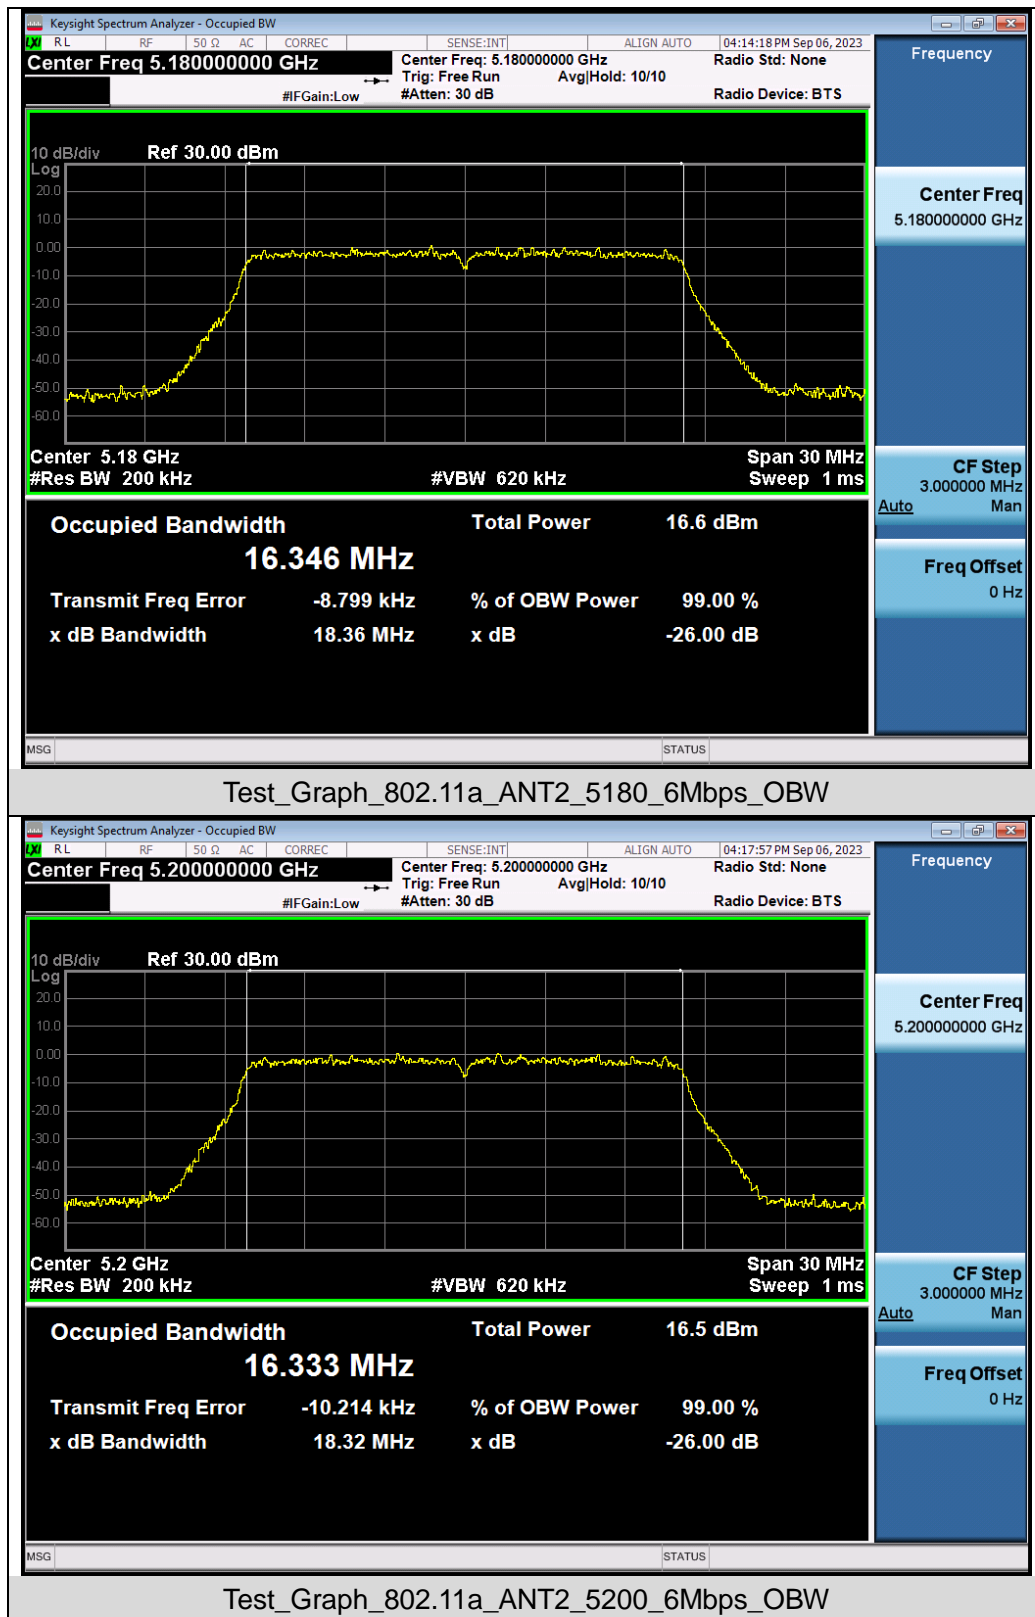 Keysight Spectrum Analyzer - Occupied BW
LXI RL RF 50 Ω AC CORREC SENSE:INT ALIGN AUTO 04:14:18 PM Sep 06, 2023
Center Freq 5.180000000 GHz Center Freq: 5.180000000 GHz Radio Std: None
Trig: Free Run Avg|Hold: 10/10
#IFGain:Low #Atten: 30 dB Radio Device: BTS
Frequency
10 dB/div Ref 30.00 dBm
Log
20.0
10.0
0.00
-10.0
-20.0
-30.0
-40.0
-50.0
-60.0
Center 5.18 GHz Span 30 MHz
#Res BW 200 kHz #VBW 620 kHz Sweep 1 ms
Center Freq
5.180000000 GHz
CF Step
3.000000 MHz
Auto Man
Freq Offset
0 Hz
Occupied Bandwidth Total Power 16.6 dBm
16.346 MHz
Transmit Freq Error -8.799 kHz % of OBW Power 99.00 %
x dB Bandwidth 18.36 MHz x dB -26.00 dB
MSG STATUS
Test_Graph_802.11a_ANT2_5180_6Mbps_OBW
Keysight Spectrum Analyzer - Occupied BW
LXI RL RF 50 Ω AC CORREC SENSE:INT ALIGN AUTO 04:17:57 PM Sep 06, 2023
Center Freq 5.200000000 GHz Center Freq: 5.200000000 GHz Radio Std: None
Trig: Free Run Avg|Hold: 10/10
#IFGain:Low #Atten: 30 dB Radio Device: BTS
Frequency
10 dB/div Ref 30.00 dBm
Log
20.0
10.0
0.00
-10.0
-20.0
-30.0
-40.0
-50.0
-60.0
Center 5.2 GHz Span 30 MHz
#Res BW 200 kHz #VBW 620 kHz Sweep 1 ms
Center Freq
5.200000000 GHz
CF Step
3.000000 MHz
Auto Man
Freq Offset
0 Hz
Occupied Bandwidth Total Power 16.5 dBm
16.333 MHz
Transmit Freq Error -10.214 kHz % of OBW Power 99.00 %
x dB Bandwidth 18.32 MHz x dB -26.00 dB
MSG STATUS
Test_Graph_802.11a_ANT2_5200_6Mbps_OBW